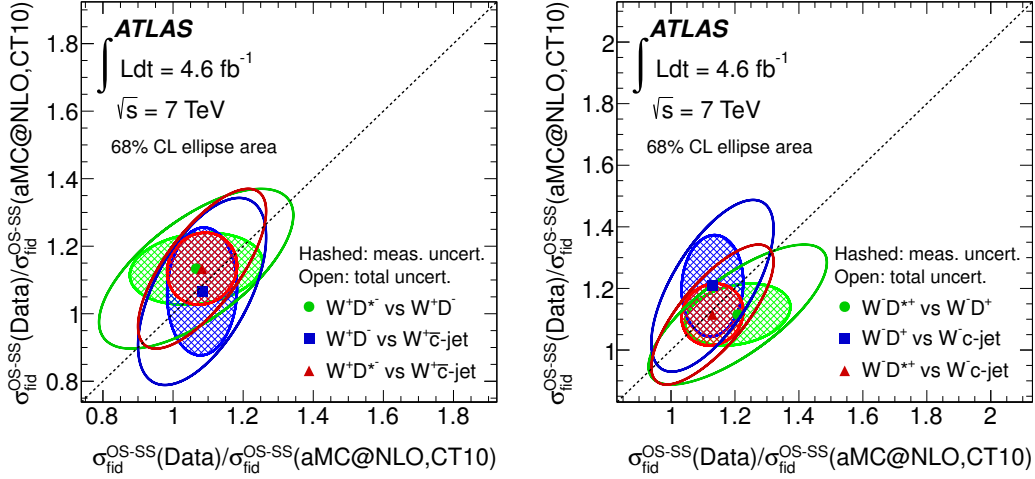 σ_fid^OS-SS(Data)/σ_fid^OS-SS(aMC@NLO,CT10)
1.8
1.6
1.4
1.2
1.0
0.8
ATLAS
∫ Ldt = 4.6 fb⁻¹
√s = 7 TeV
68% CL ellipse area
Hashed: meas. uncert.
Open: total uncert.
W⁺D*⁻ vs W⁺D⁻
W⁺D⁻ vs W⁺c̅-jet
W⁺D*⁻ vs W⁺c̅-jet
0.8 1 1.2 1.4 1.6 1.8
σ_fid^OS-SS(Data)/σ_fid^OS-SS(aMC@NLO,CT10)
σ_fid^OS-SS(Data)/σ_fid^OS-SS(aMC@NLO,CT10)
2
1.8
1.6
1.4
1.2
1
ATLAS
∫ Ldt = 4.6 fb⁻¹
√s = 7 TeV
68% CL ellipse area
Hashed: meas. uncert.
Open: total uncert.
W⁻D*⁺ vs W⁻D⁺
W⁻D⁺ vs W⁻c-jet
W⁻D*⁺ vs W⁻c-jet
1 1.2 1.4 1.6 1.8 2
σ_fid^OS-SS(Data)/σ_fid^OS-SS(aMC@NLO,CT10)